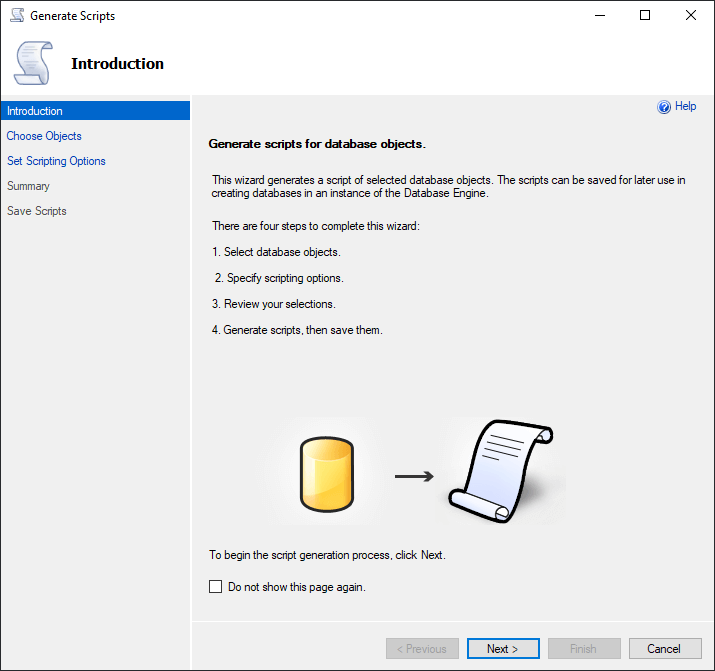 Generate Scripts
Introduction
Introduction
Choose Objects
Set Scripting Options
Summary
Save Scripts
Help
Generate scripts for database objects.
This wizard generates a script of selected database objects. The scripts can be saved for later use in
creating databases in an instance of the Database Engine.
There are four steps to complete this wizard:
1. Select database objects.
2. Specify scripting options.
3. Review your selections.
4. Generate scripts, then save them.
To begin the script generation process, click Next.
Do not show this page again.
< Previous
Next >
Finish
Cancel